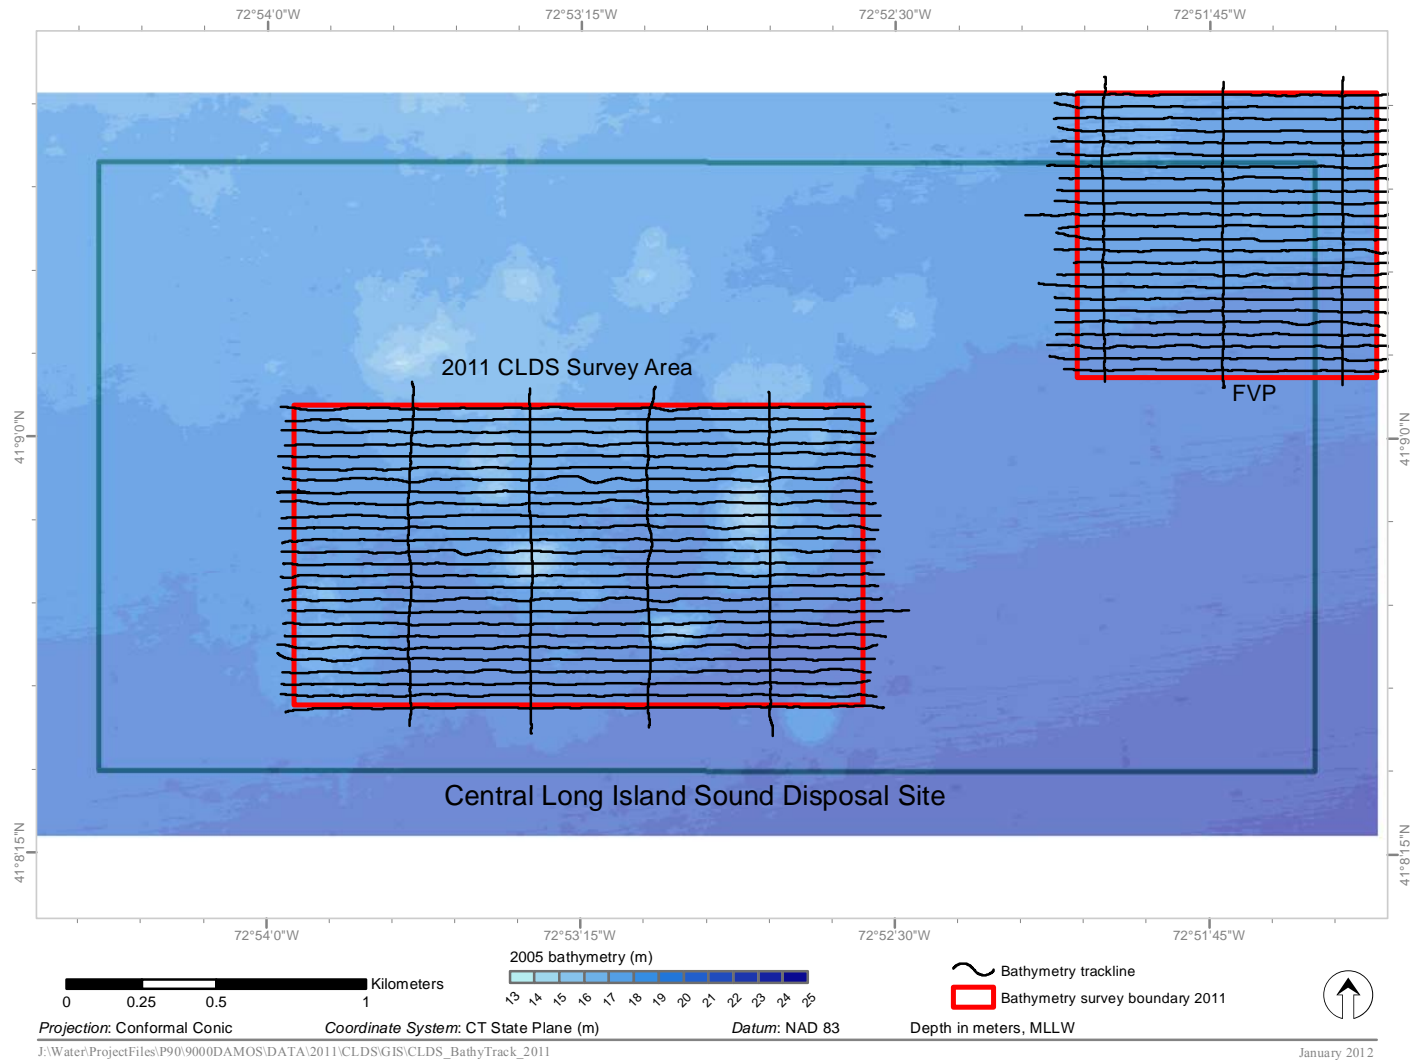 72°54'0"W 72°53'15"W 72°52'30"W 72°51'45"W
2011 CLDS Survey Area
FVP
41°9'0"N 41°9'0"N
Central Long Island Sound Disposal Site
41°8'15"N 41°8'15"N
72°54'0"W 72°53'15"W 72°52'30"W 72°51'45"W
2005 bathymetry (m)
Kilometers
0 0.25 0.5 1
13 14 15 16 17 18 19 20 21 22 23 24 25
Bathymetry trackline
Bathymetry survey boundary 2011
Projection: Conformal Conic Coordinate System: CT State Plane (m) Datum: NAD 83 Depth in meters, MLLW
J:\Water\ProjectFiles\P90\9000DAMOS\DATA\2011\CLDS\GIS\CLDS_BathyTrack_2011 January 2012